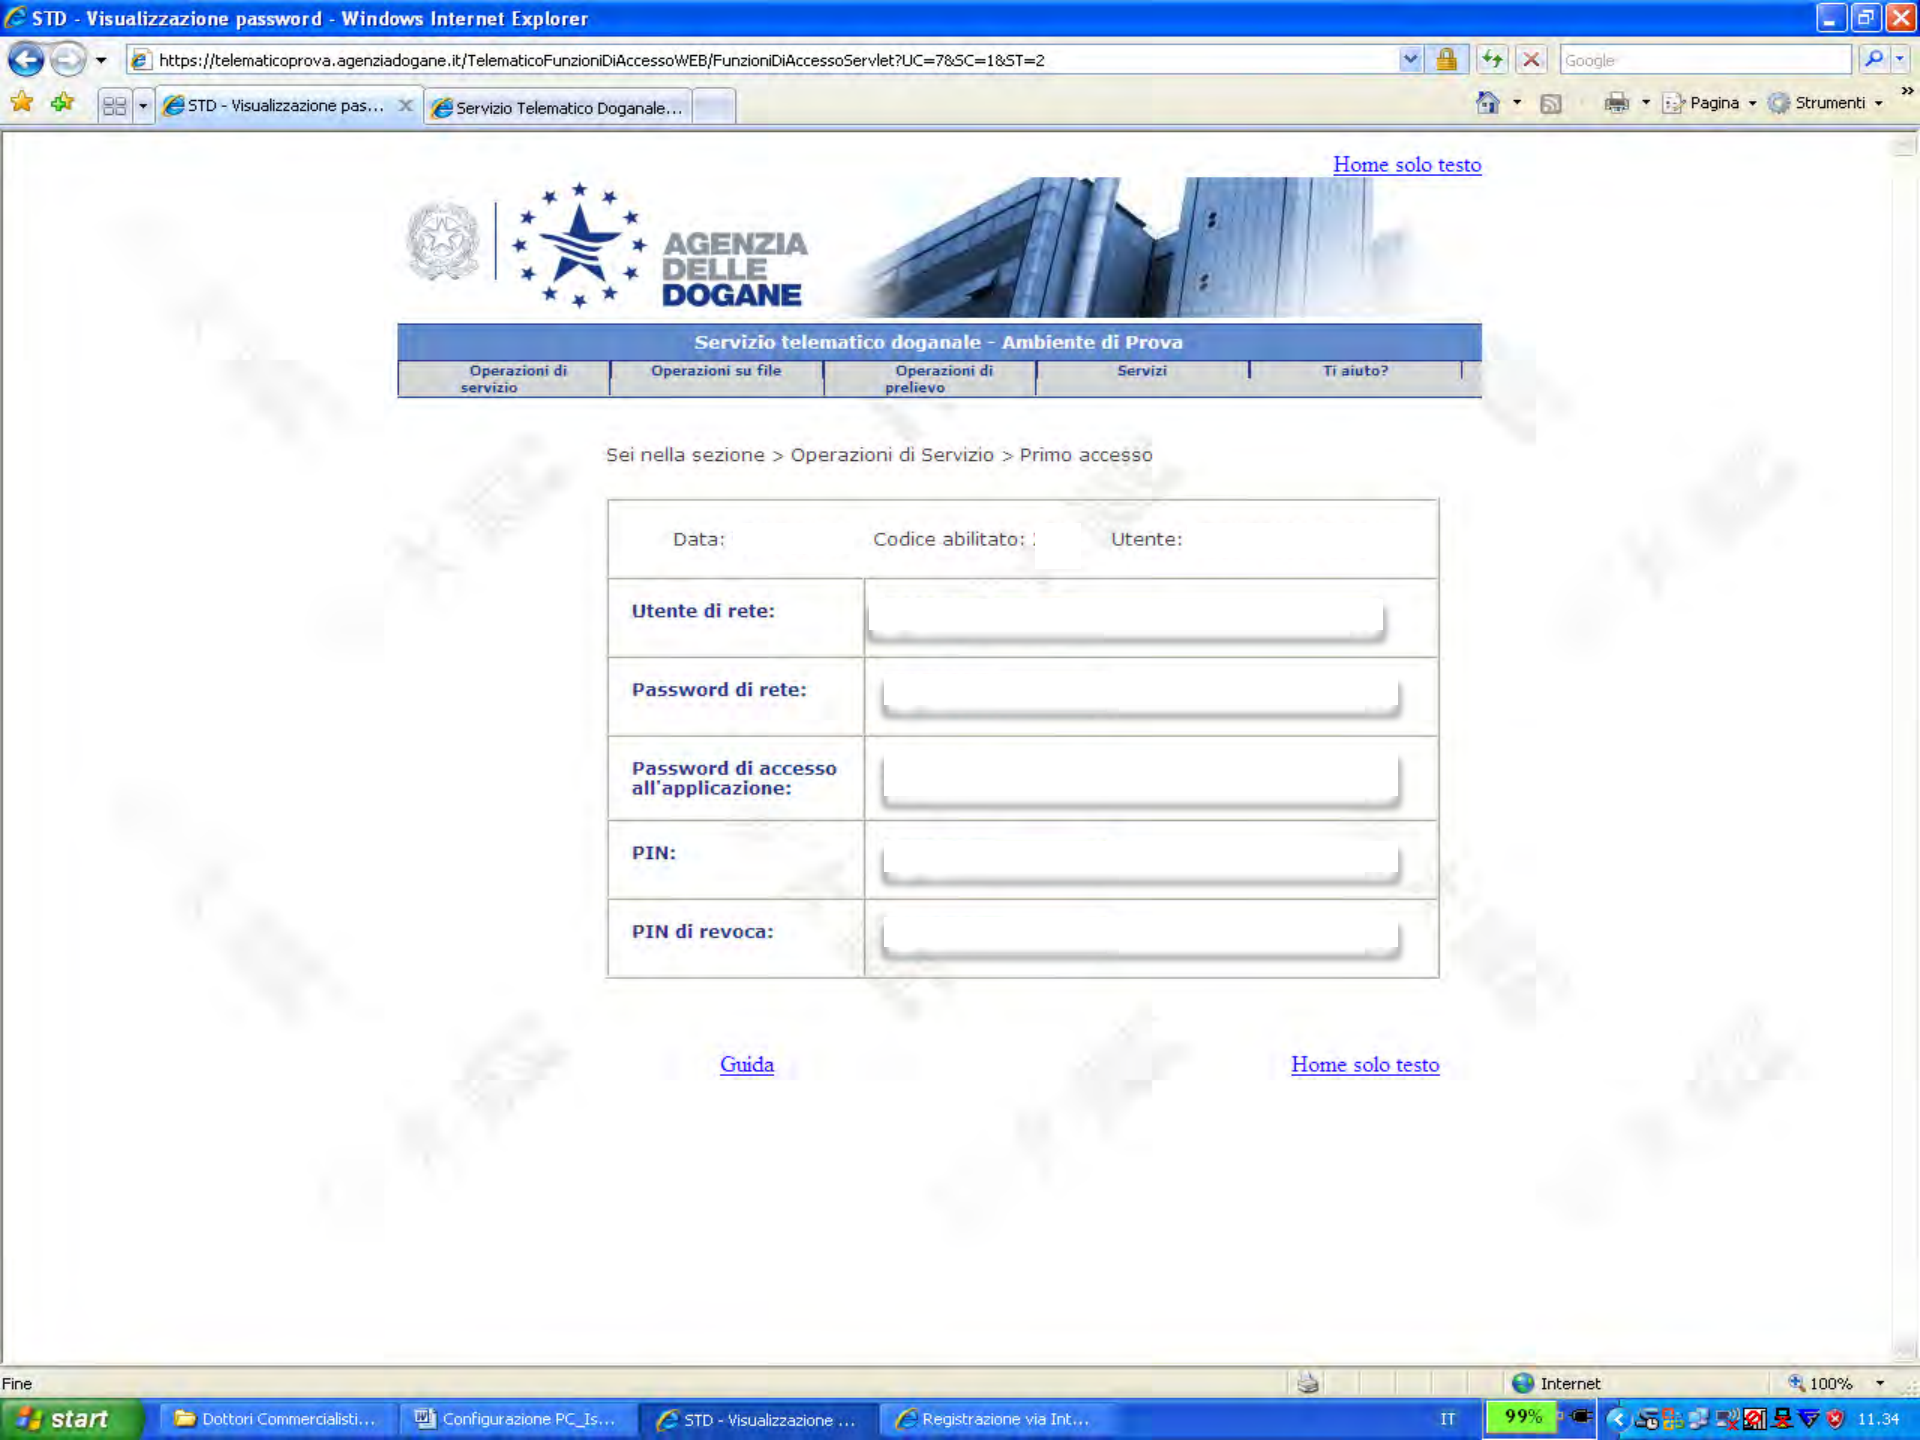 STD - Visualizzazione password - Windows Internet Explorer
https://telematicoprova.agenziadogane.it/TelematicoFunzioniDiAccessoWEB/FunzioniDiAccessoServlet?UC=7&SC=1&ST=2
Google
STD - Visualizzazione pas...
Servizio Telematico Doganale...
Pagina
Strumenti
Home solo testo
AGENZIA
DELLE
DOGANE
Servizio telematico doganale - Ambiente di Prova
Operazioni di servizio
Operazioni su file
Operazioni di prelievo
Servizi
Ti aiuto?
Sei nella sezione > Operazioni di Servizio > Primo accesso
Data:
Codice abilitato:
Utente:
Utente di rete:
Password di rete:
Password di accesso
all'applicazione:
PIN:
PIN di revoca:
Guida
Home solo testo
Fine
Internet
100%
start
Dottori Commercialisti...
Configurazione PC_Is...
STD - Visualizzazione ...
Registrazione via Int...
IT
99%
11.34